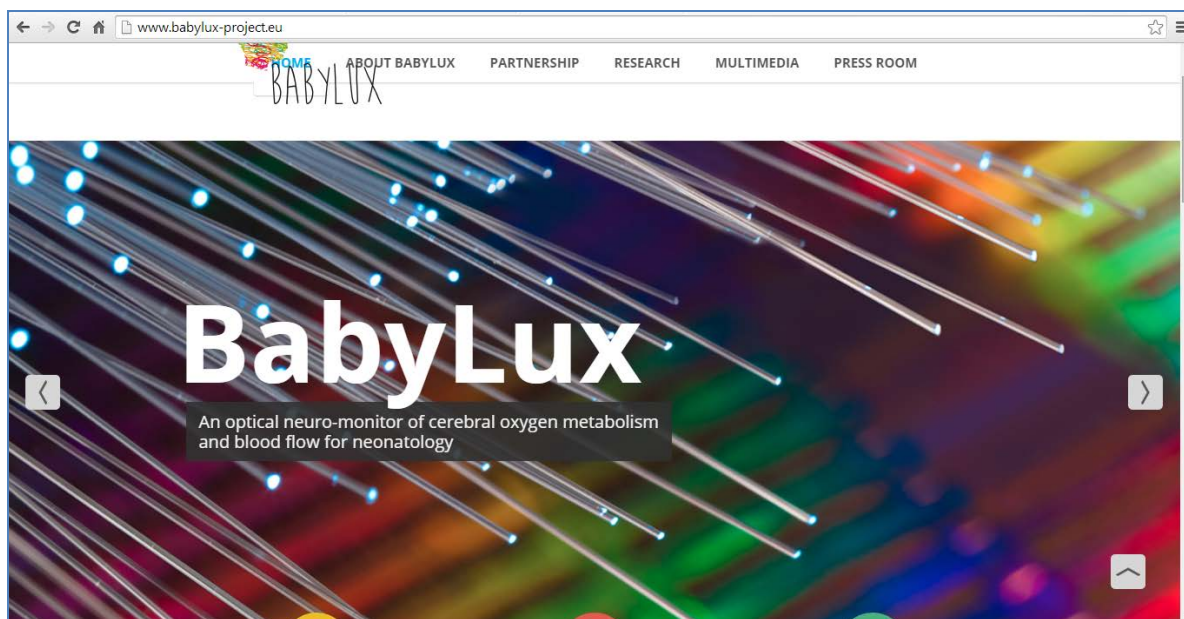 www.babylux-project.eu
HOME ABOUT BABYLUX PARTNERSHIP RESEARCH MULTIMEDIA PRESS ROOM
BABYLUX
BabyLux
An optical neuro-monitor of cerebral oxygen metabolism
and blood flow for neonatology